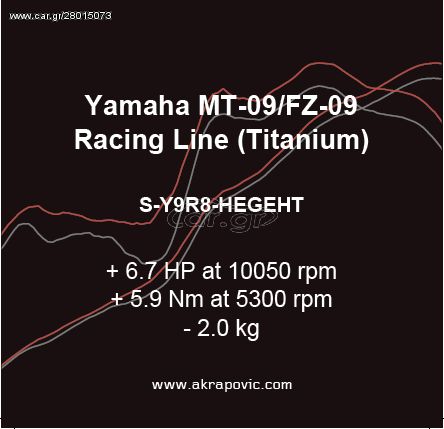 www.car.gr/28015073
Yamaha MT-09/FZ-09
Racing Line (Titanium)
S-Y9R8-HEGEHT
car.gr
+ 6.7 HP at 10050 rpm
+ 5.9 Nm at 5300 rpm
- 2.0 kg
www.akrapovic.com